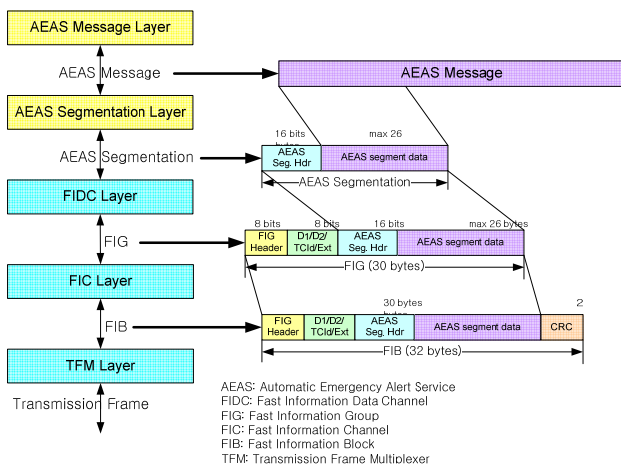 AEAS Message Layer
AEAS Message
AEAS Message
AEAS Segmentation Layer
16 bits
max 26
AEAS Segmentation
AEAS
Seg. Hdr
AEAS segment data
AEAS Segmentation
FIDC Layer
8 bits
8 bits
16 bits
max 26 bytes
FIG
FIG
Header
D1/D2/
TCId/Ext
AEAS
Seg. Hdr
AEAS segment data
FIG (30 bytes)
FIC Layer
30 bytes
2
FIB
FIG
Header
D1/D2/
TCId/Ext
AEAS
Seg. Hdr
AEAS segment data
CRC
FIB (32 bytes)
TFM Layer
Transmission Frame
AEAS: Automatic Emergency Alert Service
FIDC: Fast Information Data Channel
FIG: Fast Information Group
FIC: Fast Information Channel
FIB: Fast Information Block
TFM: Transmission Frame Multiplexer